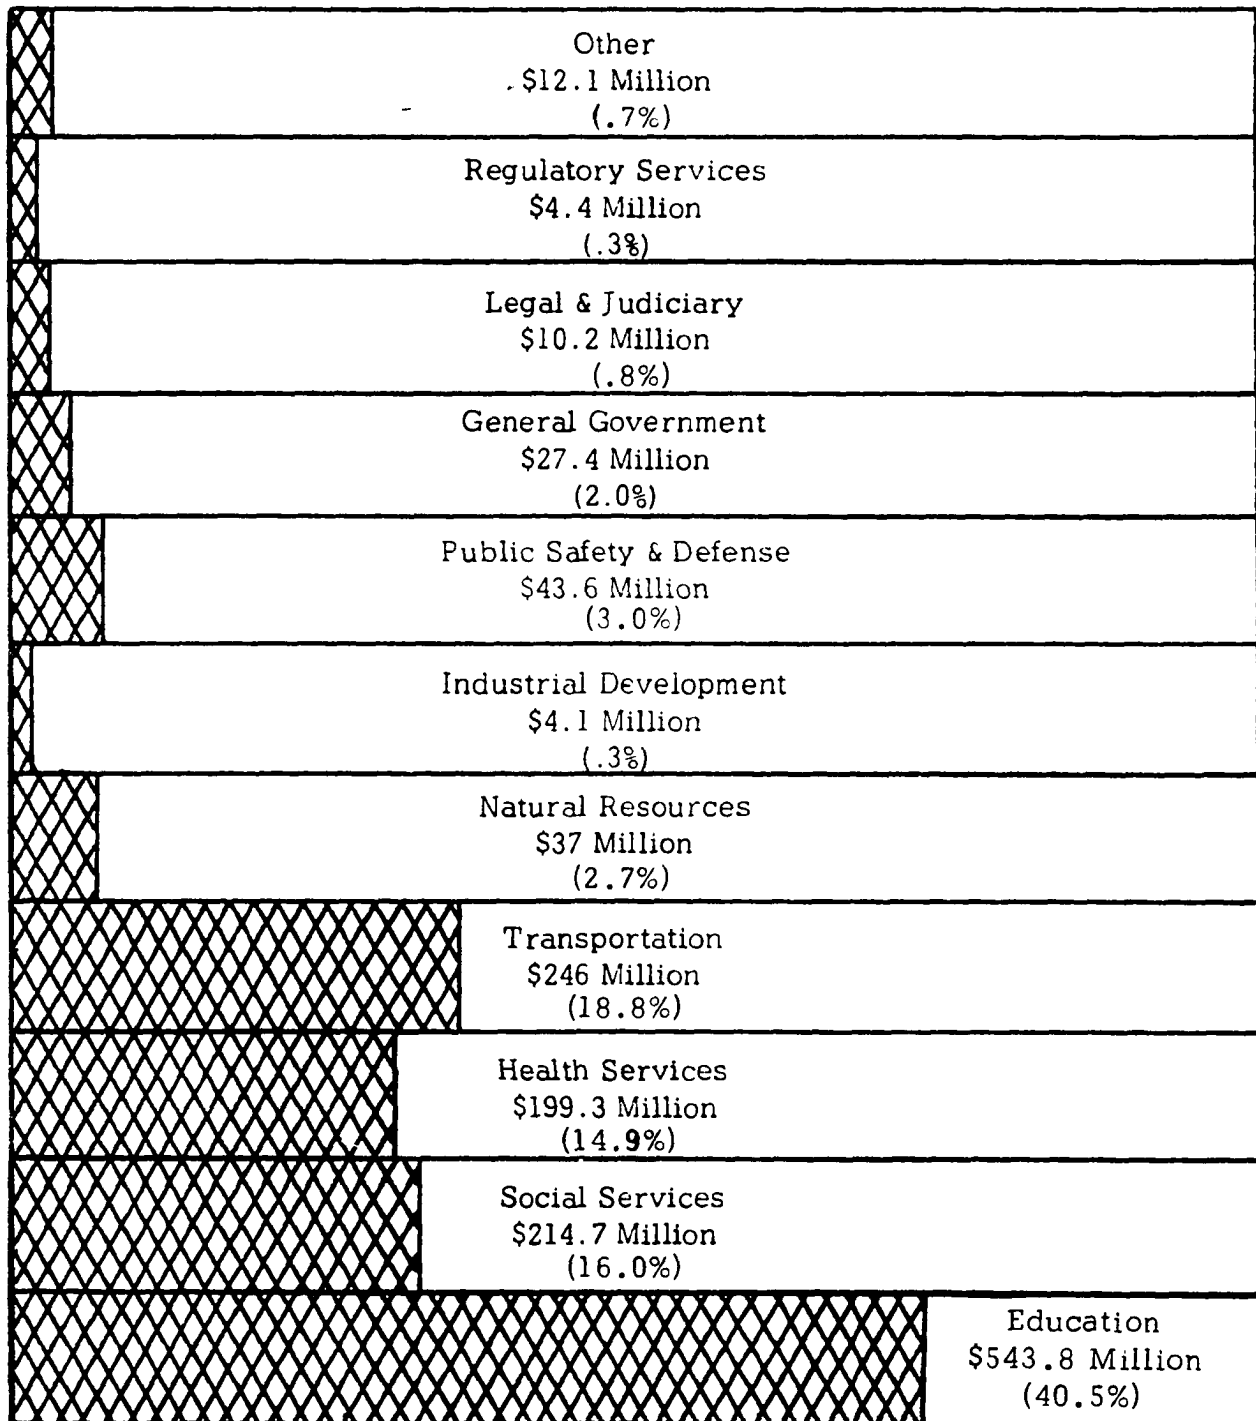 Other
$12.1 Million
(.7%)
Regulatory Services
$4.4 Million
(.3%)
Legal & Judiciary
$10.2 Million
(.8%)
General Government
$27.4 Million
(2.0%)
Public Safety & Defense
$43.6 Million
(3.0%)
Industrial Development
$4.1 Million
(.3%)
Natural Resources
$37 Million
(2.7%)
Transportation
$246 Million
(18.8%)
Health Services
$199.3 Million
(14.9%)
Social Services
$214.7 Million
(16.0%)
Education
$543.8 Million
(40.5%)